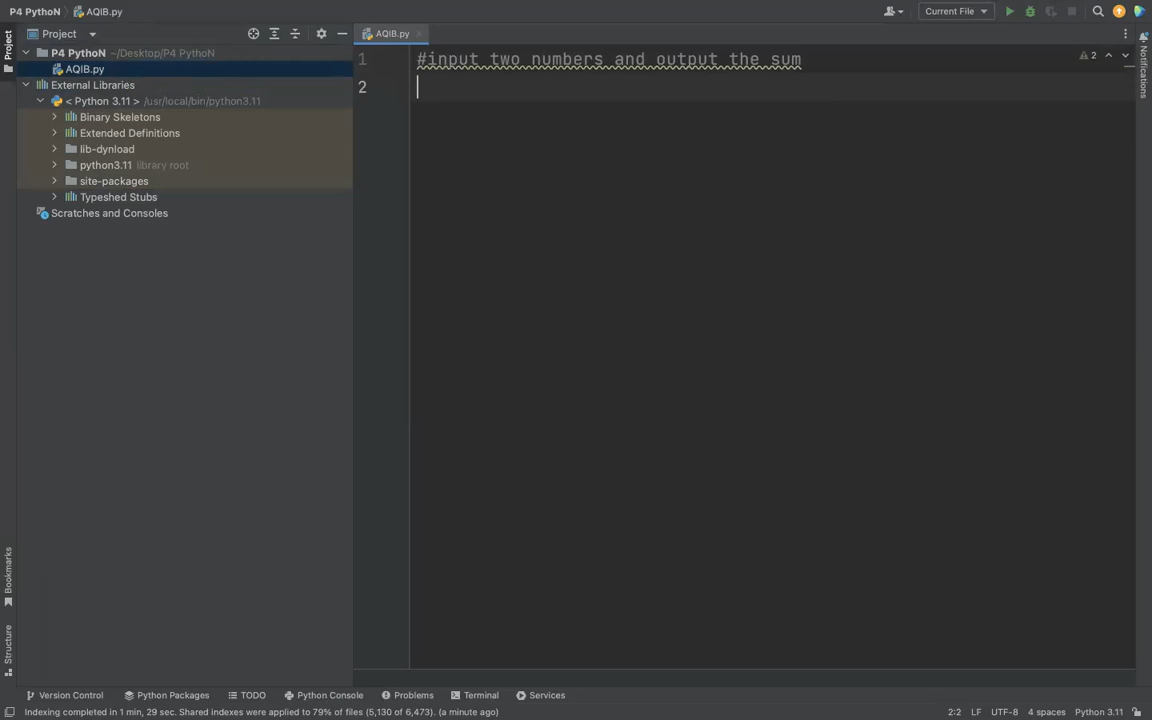 P4 PythoN AQIB.py
Current File
Project
Project
P4 PythoN ~/Desktop/P4 PythoN
AQIB.py
External Libraries
< Python 3.11 > /usr/local/bin/python3.11
Binary Skeletons
Extended Definitions
lib-dynload
python3.11 library root
site-packages
Typeshed Stubs
Scratches and Consoles
AQIB.py
1 #input two numbers and output the sum
2
2
Notifications
Bookmarks
Structure
Version Control Python Packages TODO Python Console Problems Terminal Services
Indexing completed in 1 min, 29 sec. Shared indexes were applied to 79% of files (5,130 of 6,473). (a minute ago) 2:2 LF UTF-8 4 spaces Python 3.11